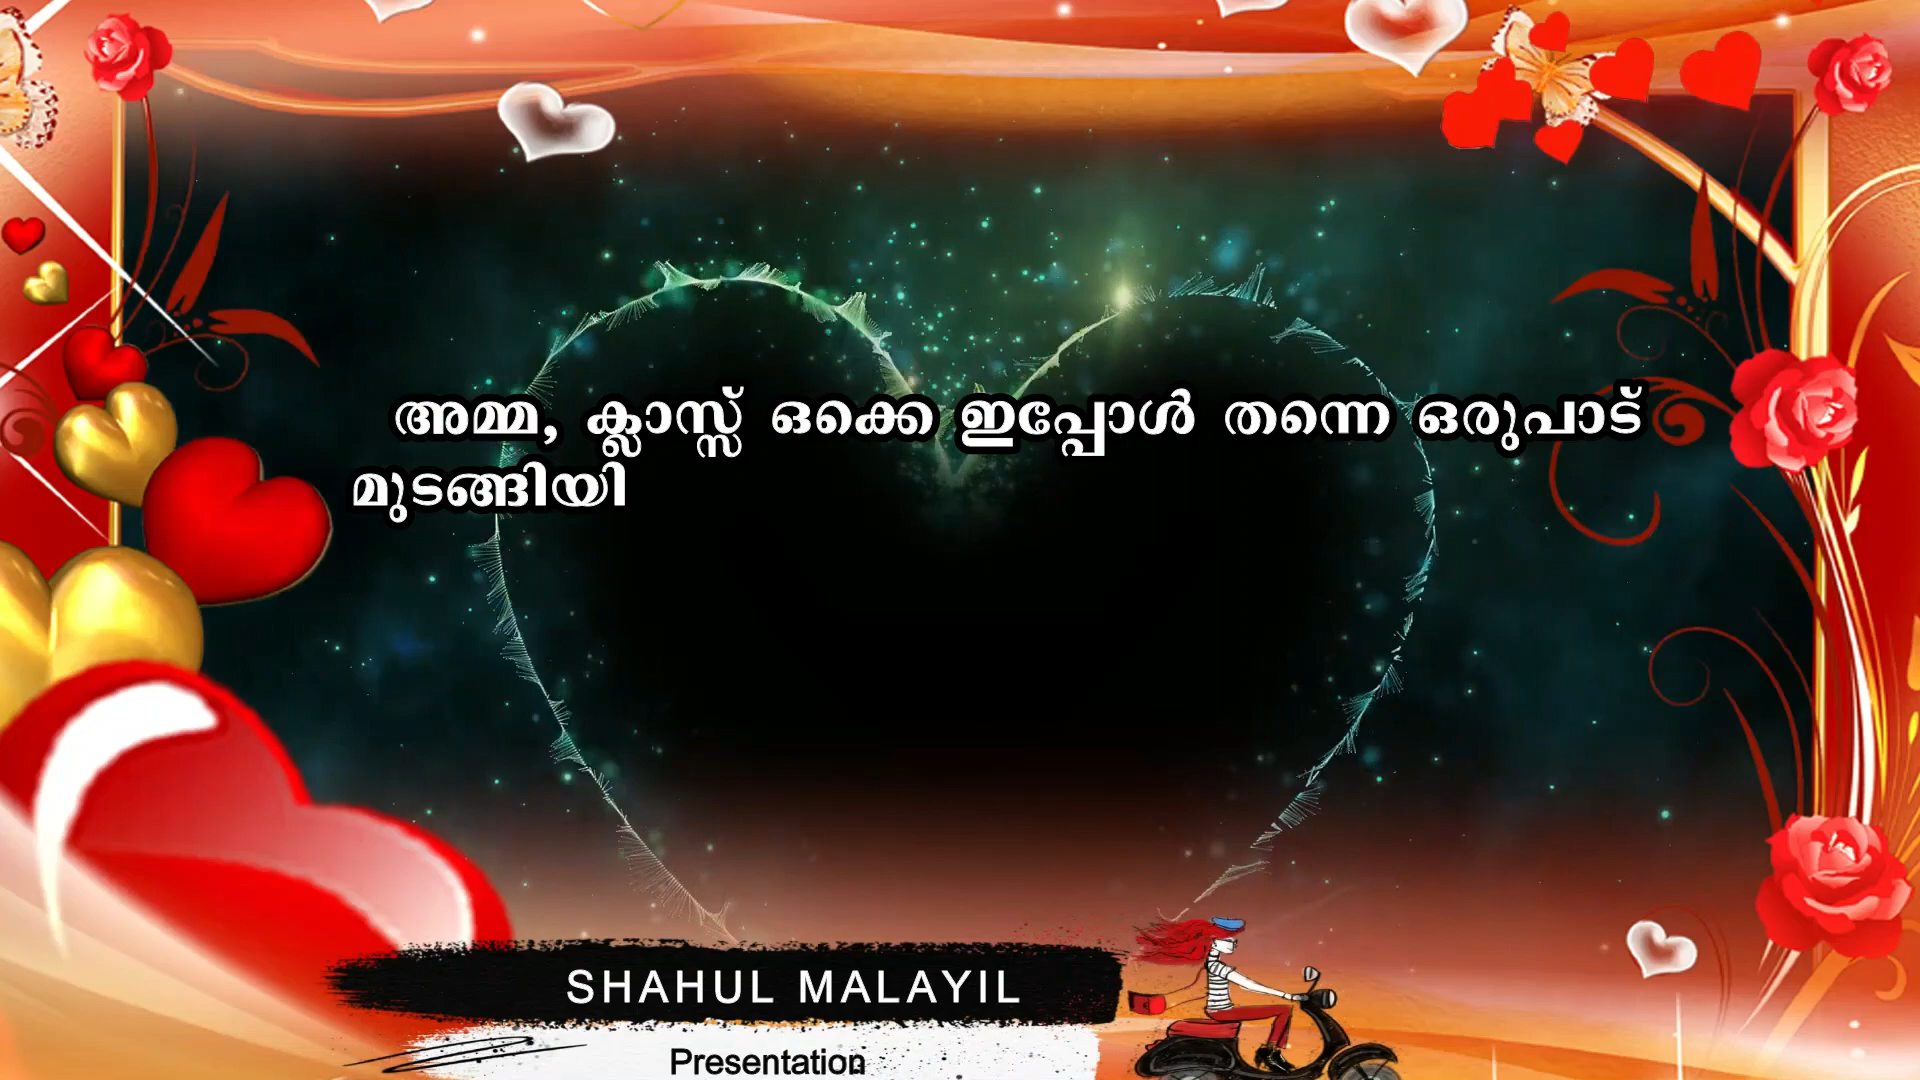 അമ്മ, ക്ലാസ്സ് ഒക്കെ ഇപ്പോൾ തന്നെ ഒരുപാട്
മുടങ്ങിയി
SHAHUL MALAYIL
Presentation